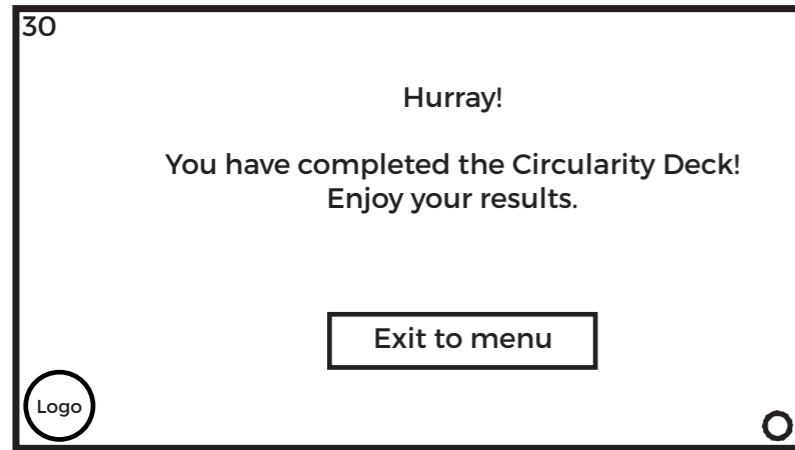 30
Hurray!
You have completed the Circularity Deck!
Enjoy your results.
Exit to menu
Logo